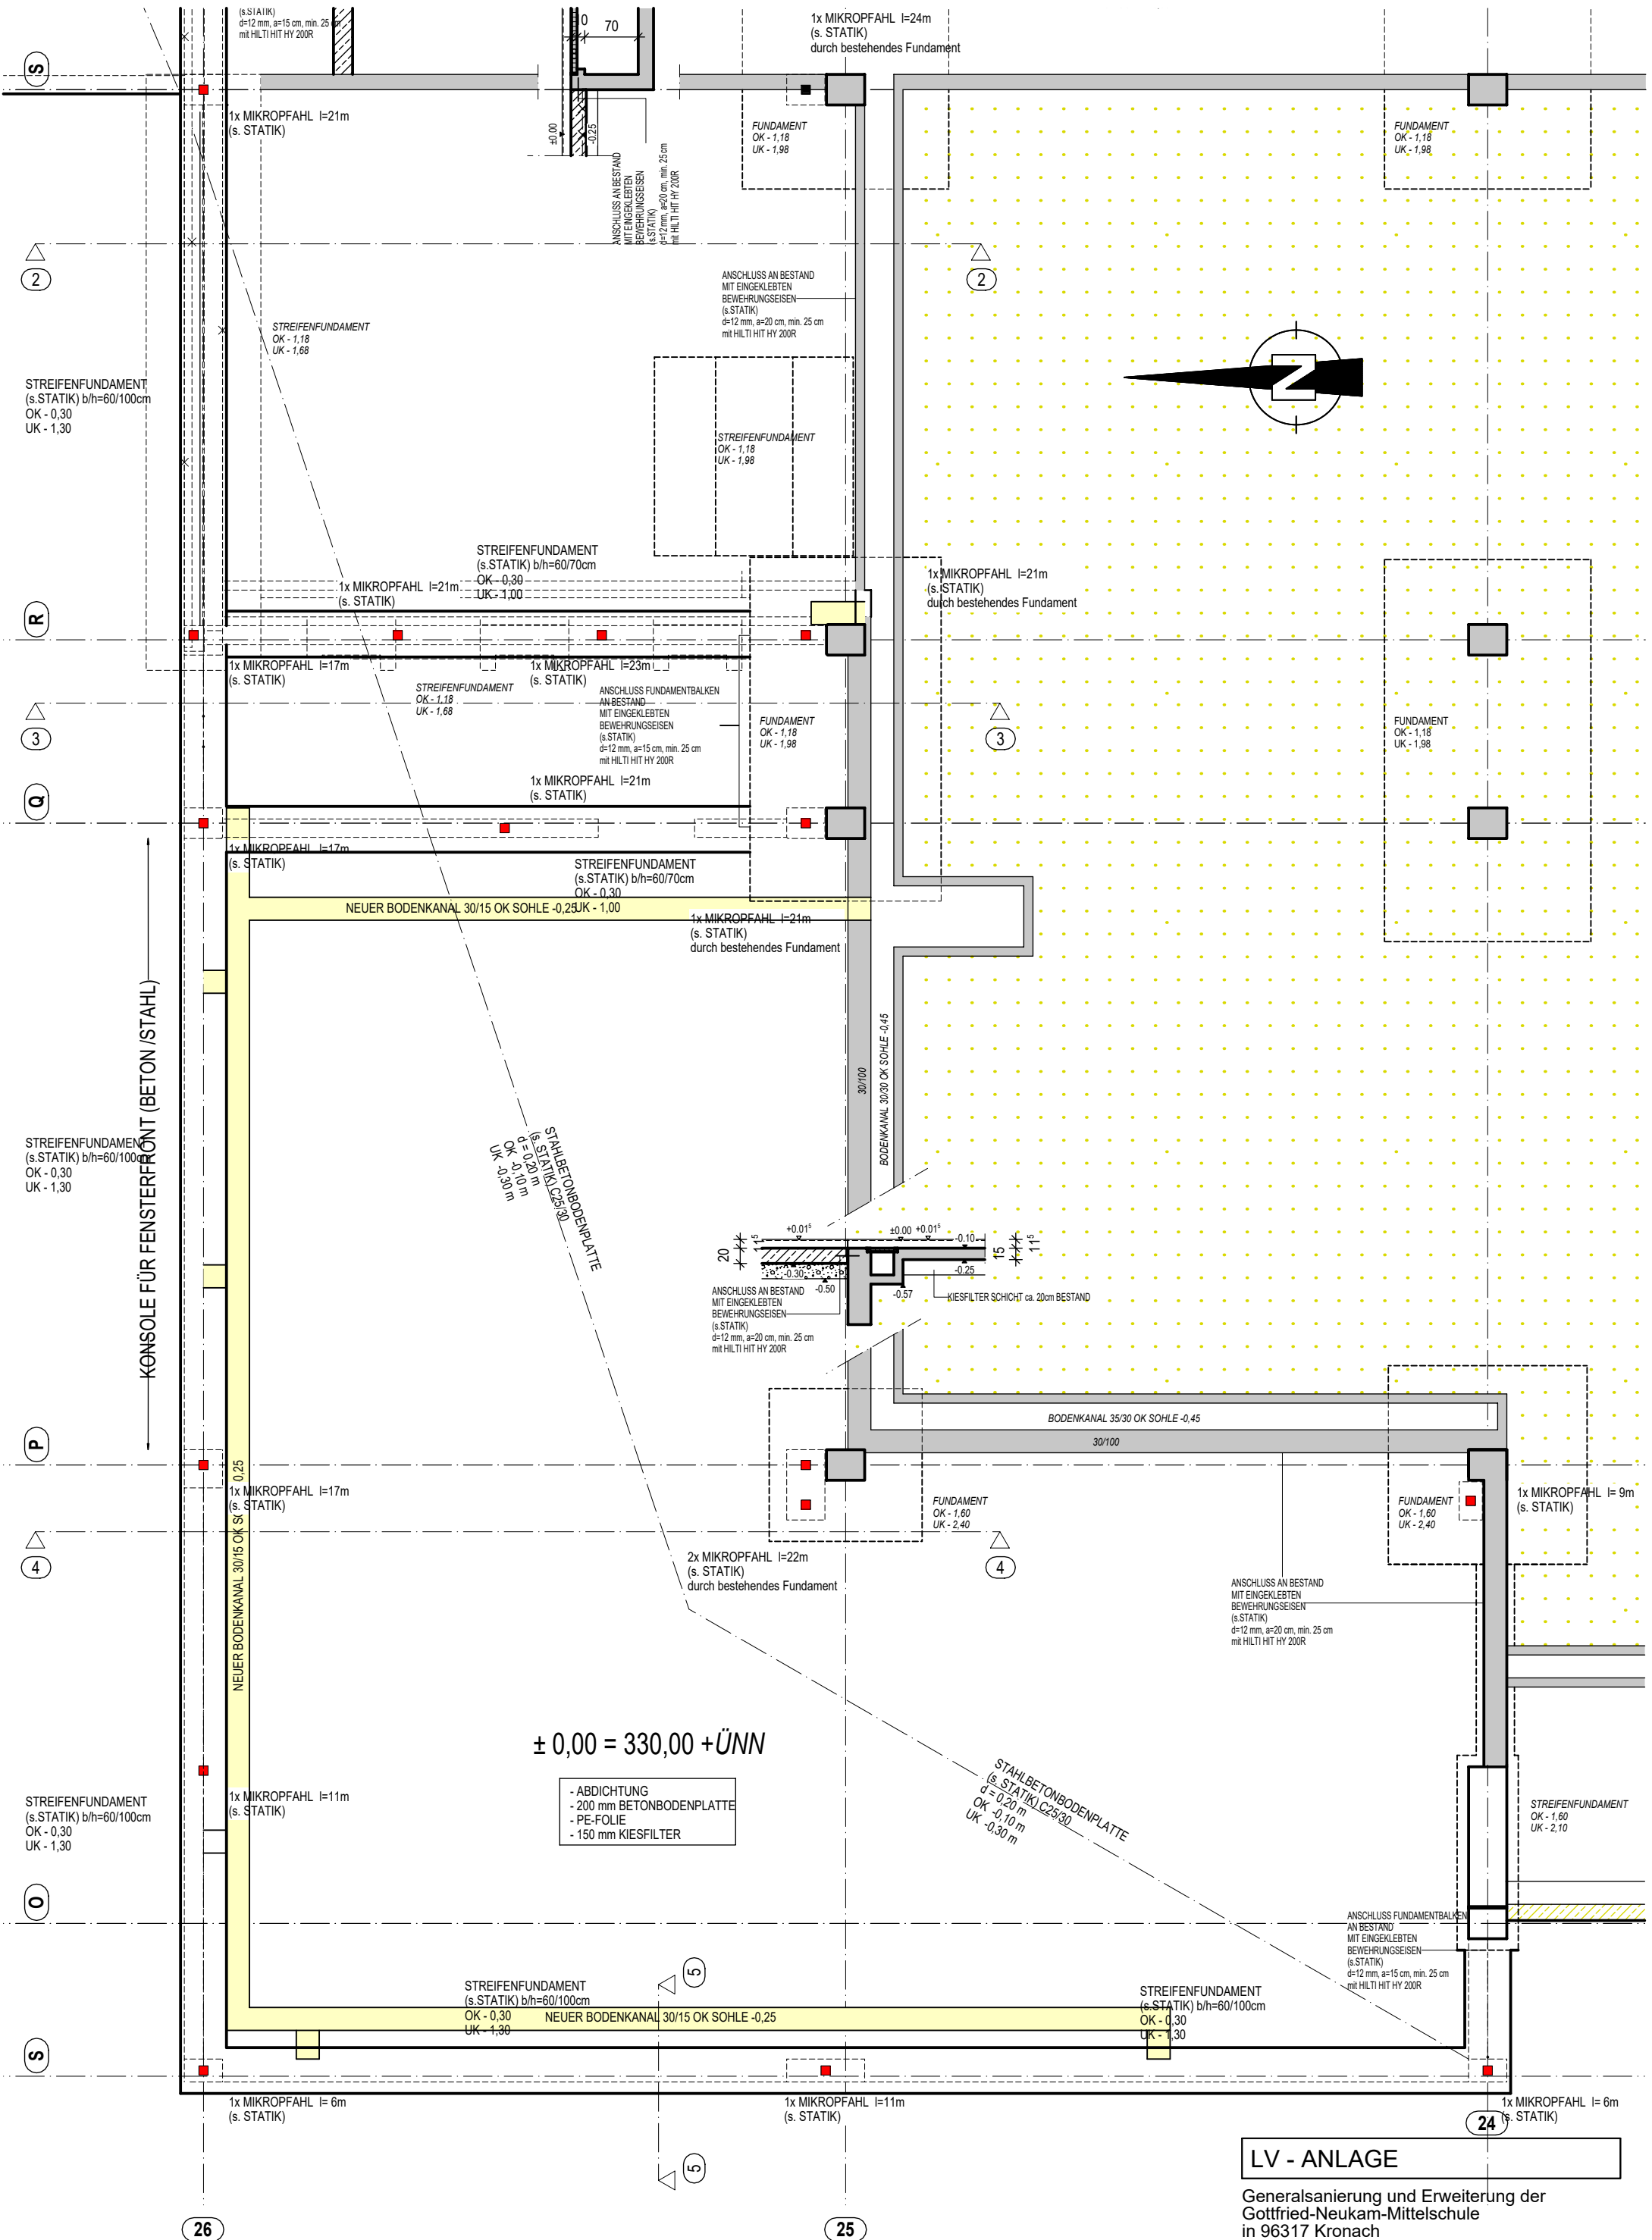 (s.STATIK)
d=12 mm, a=15 cm, min. 25 cm
mit HILTI HIT HY 200R
0
70
1x MIKROPFAHL l=24m
(s. STATIK)
durch bestehendes Fundament
S
1x MIKROPFAHL l=21m
(s. STATIK)
±0.00
-0.25
FUNDAMENT
OK - 1,18
UK - 1,98
FUNDAMENT
OK - 1,18
UK - 1,98
ANSCHLUSS AN BESTAND
MIT EINGEKLEBTEN
BEWEHRUNGSEISEN
(s.STATIK)
d=12 mm, a=20 cm, min. 25 cm
mit HILTI HIT HY 200R
2
2
ANSCHLUSS AN BESTAND
MIT EINGEKLEBTEN
BEWEHRUNGSEISEN
(s.STATIK)
d=12 mm, a=20 cm, min. 25 cm
mit HILTI HIT HY 200R
N
STREIFENFUNDAMENT
OK - 1,18
UK - 1,68
STREIFENFUNDAMENT
(s.STATIK) b/h=60/100cm
OK - 0,30
UK - 1,30
STREIFENFUNDAMENT
OK - 1,18
UK - 1,98
STREIFENFUNDAMENT
(s.STATIK) b/h=60/70cm
OK - 0,30
UK - 1,00
1x MIKROPFAHL l=21m
(s. STATIK)
1x MIKROPFAHL l=21m
(s. STATIK)
durch bestehendes Fundament
R
1x MIKROPFAHL l=17m
(s. STATIK)
1x MIKROPFAHL l=23m
(s. STATIK)
STREIFENFUNDAMENT
OK - 1,18
UK - 1,68
ANSCHLUSS FUNDAMENTBALKEN
AN BESTAND
MIT EINGEKLEBTEN
BEWEHRUNGSEISEN
(s.STATIK)
d=12 mm, a=15 cm, min. 25 cm
mit HILTI HIT HY 200R
FUNDAMENT
OK - 1,18
UK - 1,98
FUNDAMENT
OK - 1,18
UK - 1,98
3
3
1x MIKROPFAHL l=21m
(s. STATIK)
Q
1x MIKROPFAHL l=17m
(s. STATIK)
STREIFENFUNDAMENT
(s.STATIK) b/h=60/70cm
OK - 0,30
UK - 1,00
NEUER BODENKANAL 30/15 OK SOHLE -0,25
1x MIKROPFAHL l=21m
(s. STATIK)
durch bestehendes Fundament
KONSOLE FÜR FENSTERFRONT (BETON /STAHL)
30/100
BODENKANAL 30/30 OK SOHLE -0,45
STREIFENFUNDAMENT
(s.STATIK) b/h=60/100cm
OK - 0,30
UK - 1,30
STAHLBETONBODENPLATTE
(s. STATIK) C25/30
d = 0,20 m
OK -0,10 m
UK -0,30 m
+0.01⁵
±0.00
+0.01⁵
-0.10
20
1⁵
-0.30
-0.50
-0.57
-0.25
15
11⁵
KIESFILTER SCHICHT ca. 20cm BESTAND
ANSCHLUSS AN BESTAND
MIT EINGEKLEBTEN
BEWEHRUNGSEISEN
(s.STATIK)
d=12 mm, a=20 cm, min. 25 cm
mit HILTI HIT HY 200R
BODENKANAL 35/30 OK SOHLE -0,45
30/100
P
1x MIKROPFAHL l=17m
(s. STATIK)
NEUER BODENKANAL 30/15 OK SO 0,25
FUNDAMENT
OK - 1,60
UK - 2,40
FUNDAMENT
OK - 1,60
UK - 2,40
1x MIKROPFAHL l= 9m
(s. STATIK)
4
4
2x MIKROPFAHL l=22m
(s. STATIK)
durch bestehendes Fundament
ANSCHLUSS AN BESTAND
MIT EINGEKLEBTEN
BEWEHRUNGSEISEN
(s.STATIK)
d=12 mm, a=20 cm, min. 25 cm
mit HILTI HIT HY 200R
± 0,00 = 330,00 +ÜNN
- ABDICHTUNG
- 200 mm BETONBODENPLATTE
- PE-FOLIE
- 150 mm KIESFILTER
STAHLBETONBODENPLATTE
(s. STATIK) C25/30
d = 0,20 m
OK -0,10 m
UK -0,30 m
1x MIKROPFAHL l=11m
(s. STATIK)
STREIFENFUNDAMENT
(s.STATIK) b/h=60/100cm
OK - 0,30
UK - 1,30
STREIFENFUNDAMENT
OK - 1,60
UK - 2,10
O
ANSCHLUSS FUNDAMENTBALKEN
AN BESTAND
MIT EINGEKLEBTEN
BEWEHRUNGSEISEN
(s.STATIK)
d=12 mm, a=15 cm, min. 25 cm
mit HILTI HIT HY 200R
5
STREIFENFUNDAMENT
(s.STATIK) b/h=60/100cm
OK - 0,30
UK - 1,30
NEUER BODENKANAL 30/15 OK SOHLE -0,25
STREIFENFUNDAMENT
(s.STATIK) b/h=60/100cm
OK - 0,30
UK - 1,30
S
1x MIKROPFAHL l= 6m
(s. STATIK)
1x MIKROPFAHL l=11m
(s. STATIK)
1x MIKROPFAHL l= 6m
(s. STATIK)
24
5
LV - ANLAGE
Generalsanierung und Erweiterung der
Gottfried-Neukam-Mittelschule
in 96317 Kronach
26
25